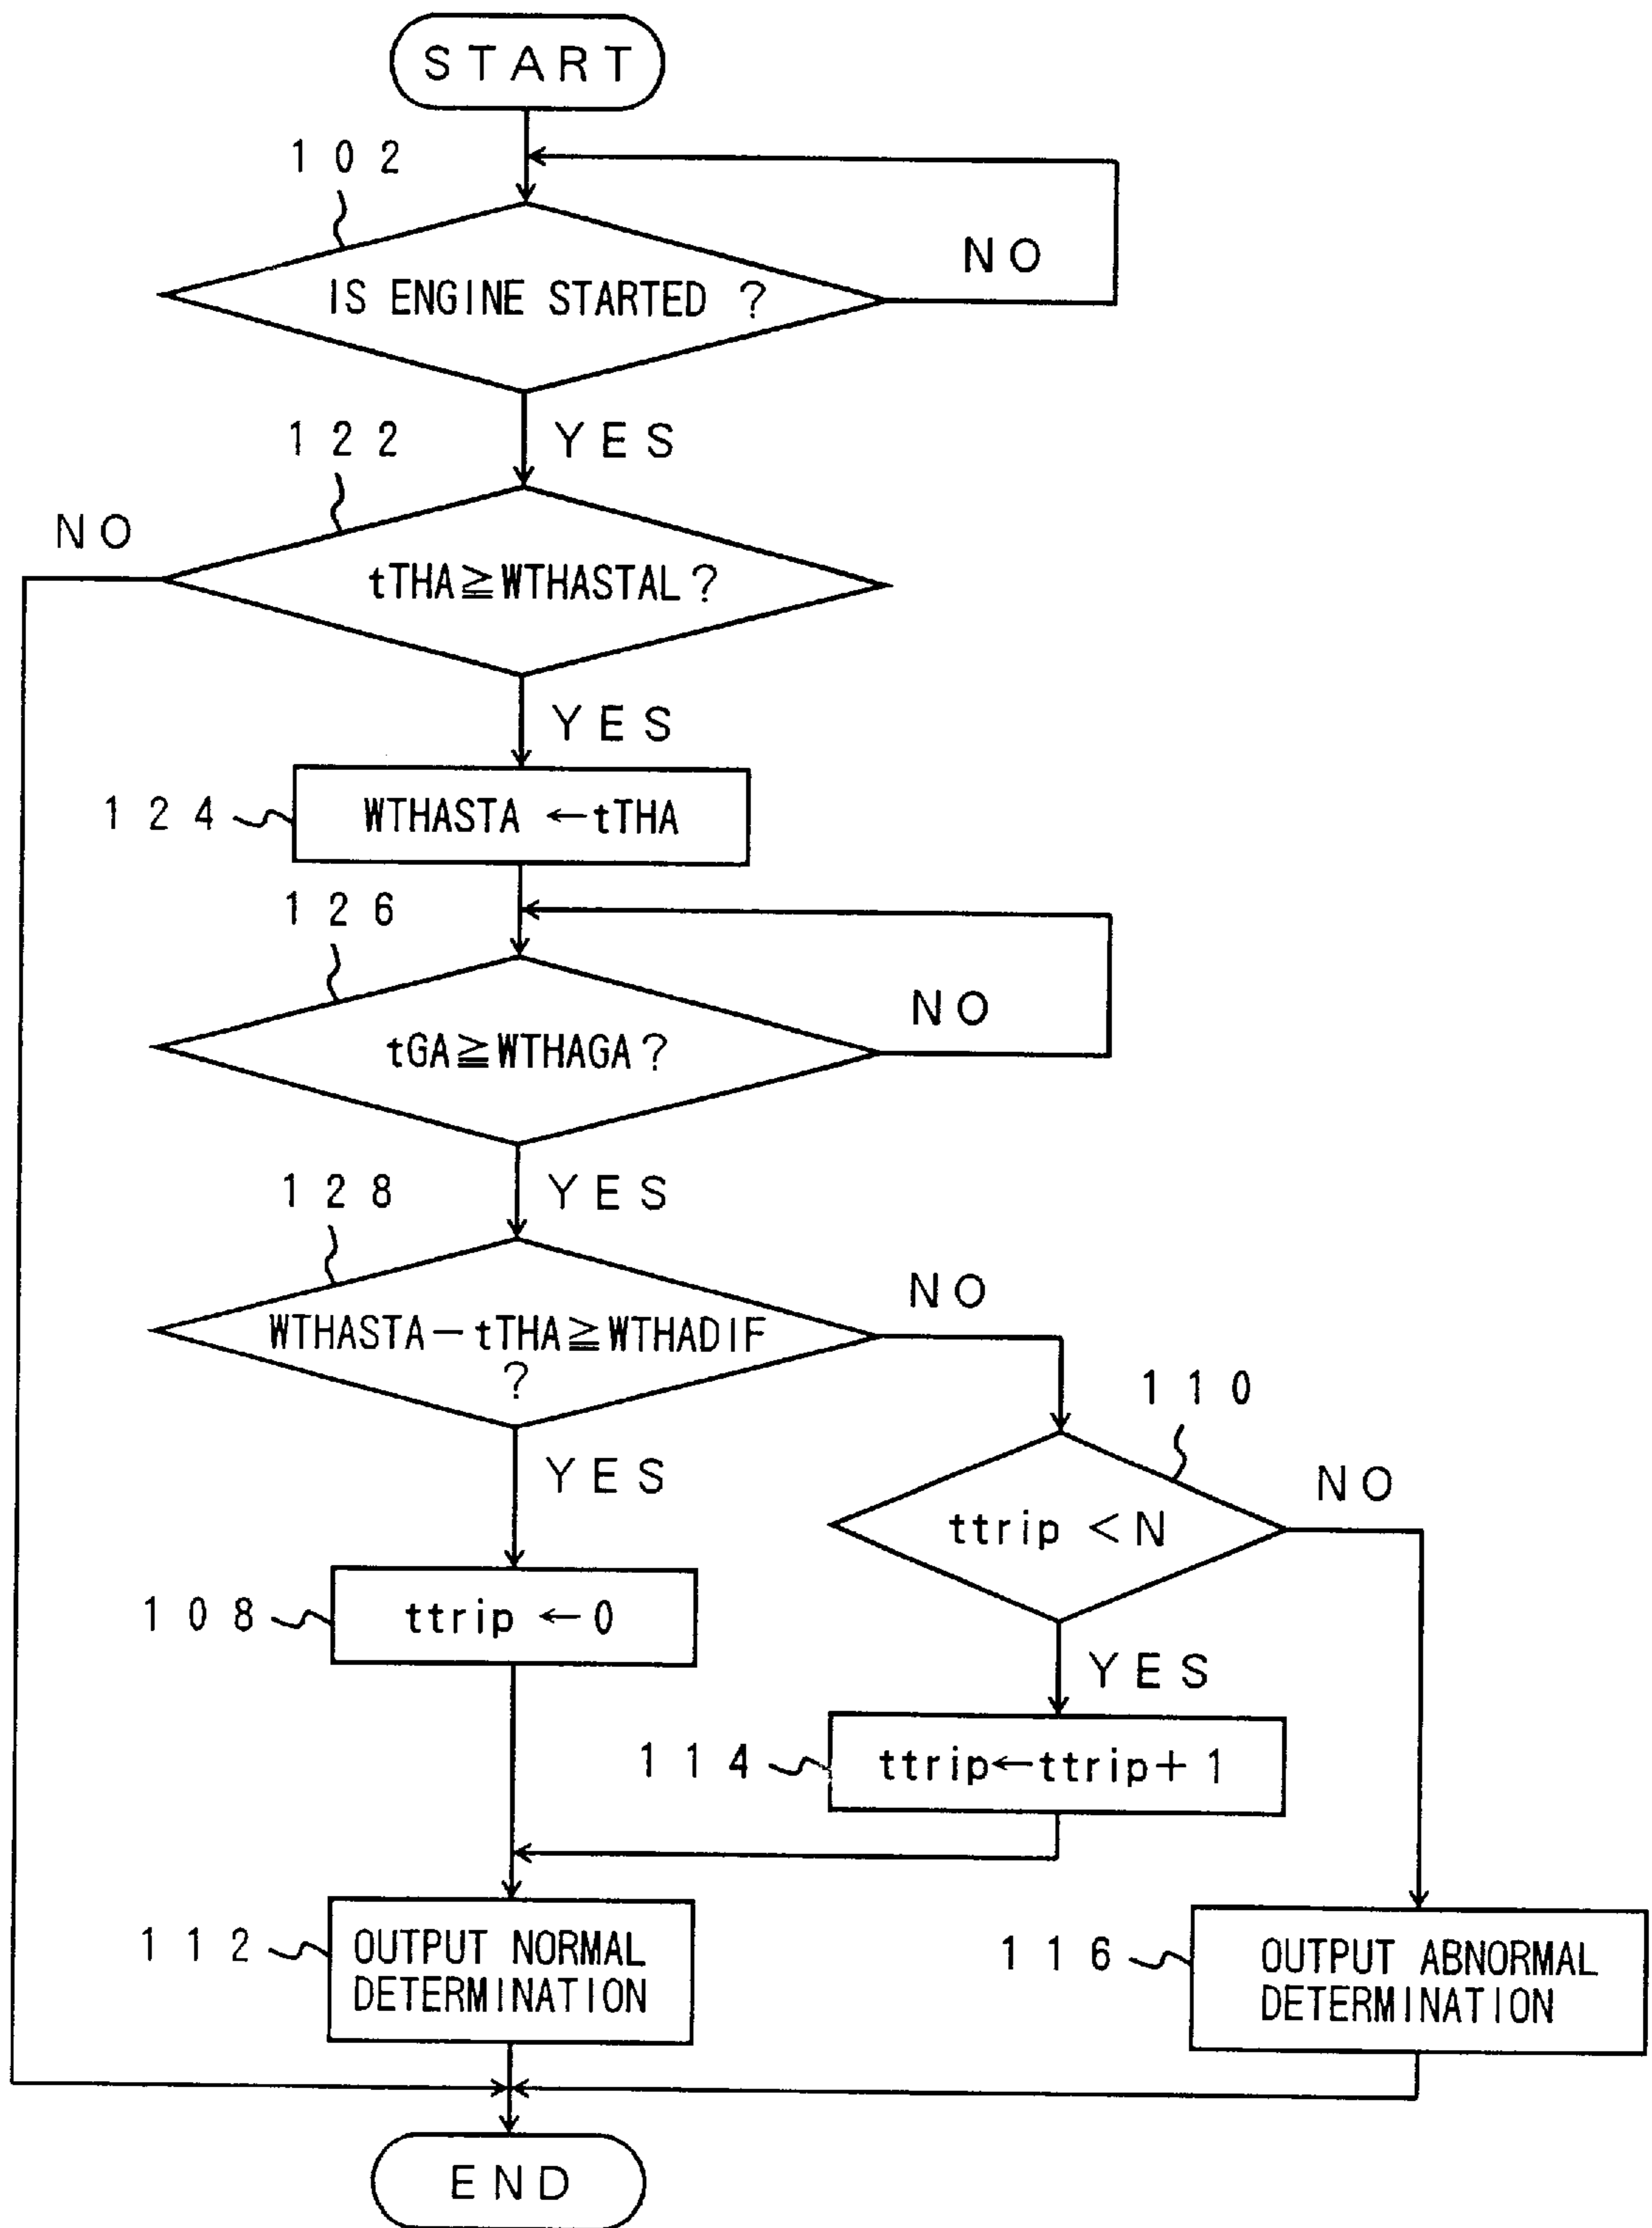 START
102
NO
IS ENGINE STARTED ?
YES
122
NO
tTHA≧WTHASTAL?
YES
124
WTHASTA ←tTHA
126
NO
tGA≧WTHAGA?
YES
128
NO
WTHASTA−tTHA≧WTHADIF
?
110
YES
NO
ttrip <N
108
ttrip ←0
YES
114
ttrip←ttrip+1
112
OUTPUT NORMAL
DETERMINATION
116
OUTPUT ABNORMAL
DETERMINATION
END